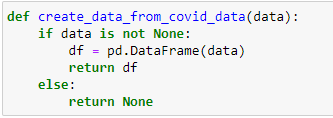 def create_data_from_covid_data(data):
    if data is not None:
        df = pd.DataFrame(data)
        return df
    else:
        return None